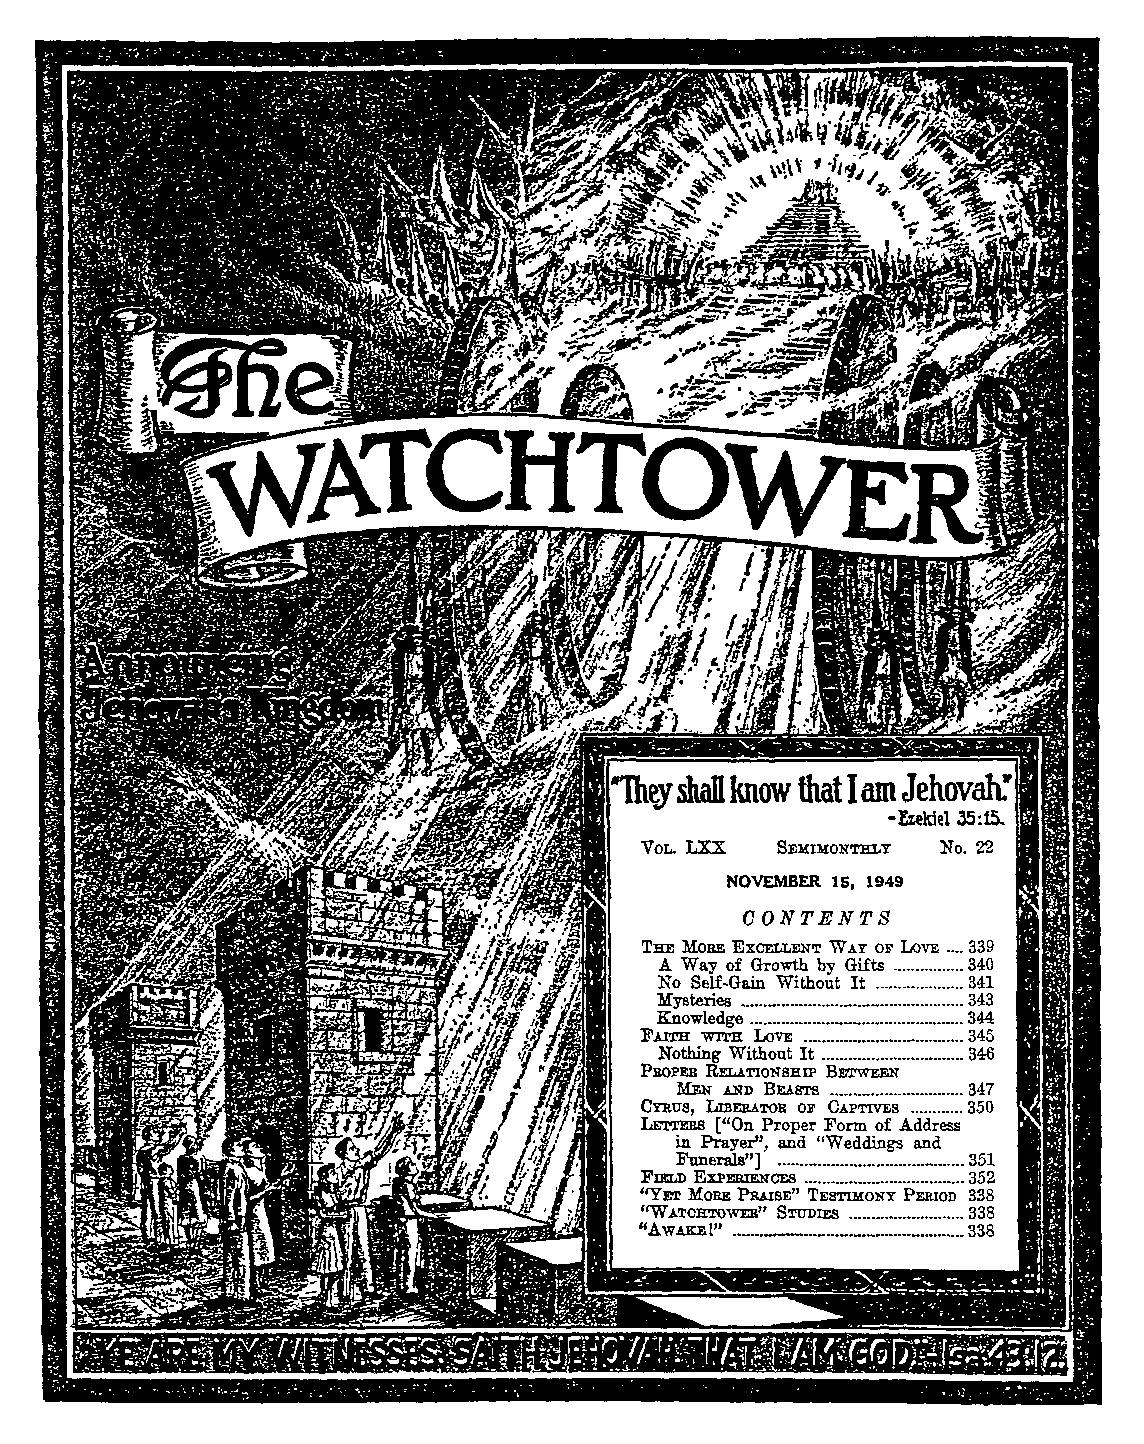 The
WATCHTOWER
Announcing
Jehovah's Kingdom
"They shall know that I am Jehovah."
-Ezekiel 35:15.
VOL. LXX SEMIMONTHLY No. 22
NOVEMBER 15, 1949
CONTENTS
THE MORE EXCELLENT WAY OF LOVE .... 339
A Way of Growth by Gifts ................ 340
No Self-Gain Without It .................... 341
Mysteries .................................................. 343
Knowledge ................................................ 344
FAITH WITH LOVE .................................... 345
Nothing Without It ................................ 346
PROPER RELATIONSHIP BETWEEN
MEN AND BEASTS .............................. 347
CYRUS, LIBERATOR OF CAPTIVES ............ 350
LETTERS ["On Proper Form of Address
in Prayer", and "Weddings and
Funerals"] .......................................... 351
FIELD EXPERIENCES .................................... 352
"YET MORE PRAISE" TESTIMONY PERIOD 338
"WATCHTOWER" STUDIES .......................... 338
"AWAKE!" .................................................... 338
YE ARE MY WITNESSES, SAITH JEHOVAH, THAT I AM GOD.-Isa.43:12